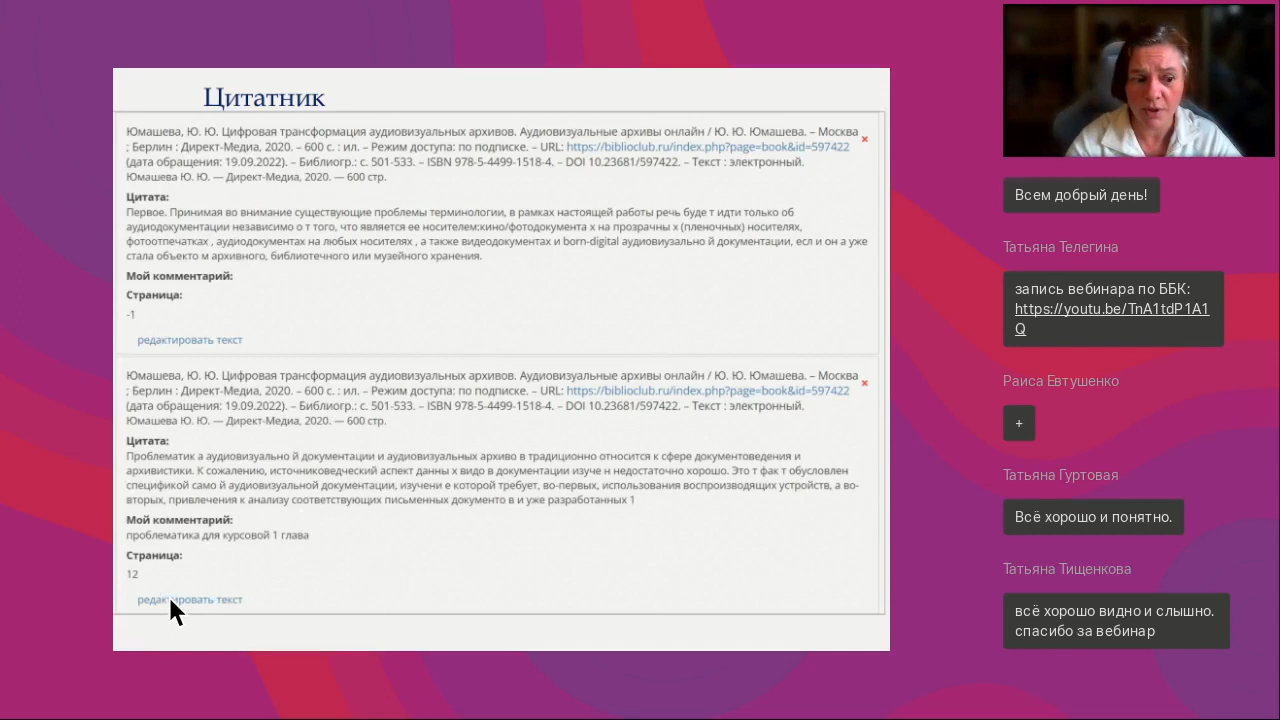 Цитатник
Юмашева, Ю. Ю. Цифровая трансформация аудиовизуальных архивов. Аудиовизуальные архивы онлайн / Ю. Ю. Юмашева. – Москва
; Берлин : Директ-Медиа, 2020. – 600 с. : ил. – Режим доступа: по подписке. – URL: https://biblioclub.ru/index.php?page=book&id=597422
(дата обращения: 19.09.2022). – Библиогр.: с. 501-533. – ISBN 978-5-4499-1518-4. – DOI 10.23681/597422. – Текст : электронный.
Юмашева Ю. Ю. — Директ-Медиа, 2020. — 600 стр.
Цитата:
Первое. Принимая во внимание существующие проблемы терминологии, в рамках настоящей работы речь буде т идти только об
аудиодокументации независимо о т того, что является ее носителем:кино/фотодокумента х на прозрачны х (пленочных) носителях,
фотоотпечатках , аудиодокументах на любых носителях , а также видеодокументах и born-digital аудиовизуально й документации, есл и он а уже
стала объекто м архивного, библиотечного или музейного хранения.
Мой комментарий:
Страница:
-1
редактировать текст
Юмашева, Ю. Ю. Цифровая трансформация аудиовизуальных архивов. Аудиовизуальные архивы онлайн / Ю. Ю. Юмашева. – Москва
; Берлин : Директ-Медиа, 2020. – 600 с. : ил. – Режим доступа: по подписке. – URL: https://biblioclub.ru/index.php?page=book&id=597422
(дата обращения: 19.09.2022). – Библиогр.: с. 501-533. – ISBN 978-5-4499-1518-4. – DOI 10.23681/597422. – Текст : электронный.
Юмашева Ю. Ю. — Директ-Медиа, 2020. — 600 стр.
Цитата:
Проблематик а аудиовизуально й документации и аудиовизуальных архиво в традиционно относится к сфере документоведения и
архивистики. К сожалению, источниковедческий аспект данны х видо в документации изуче н недостаточно хорошо. Это т фак т обусловлен
спецификой само й аудиовизуальной документации, изучени е которой требует, во-первых, использования воспроизводящих устройств, а во-
вторых, привлечения к анализу соответствующих письменных документо в и уже разработанных 1
Мой комментарий:
проблематика для курсовой 1 глава
Страница:
12
редактировать текст
Всем добрый день!
Татьяна Телегина
запись вебинара по ББК:
https://youtu.be/TnA1tdP1A1
Q
Раиса Евтушенко
+
Татьяна Гуртовая
Всё хорошо и понятно.
Татьяна Тищенкова
всё хорошо видно и слышно.
спасибо за вебинар